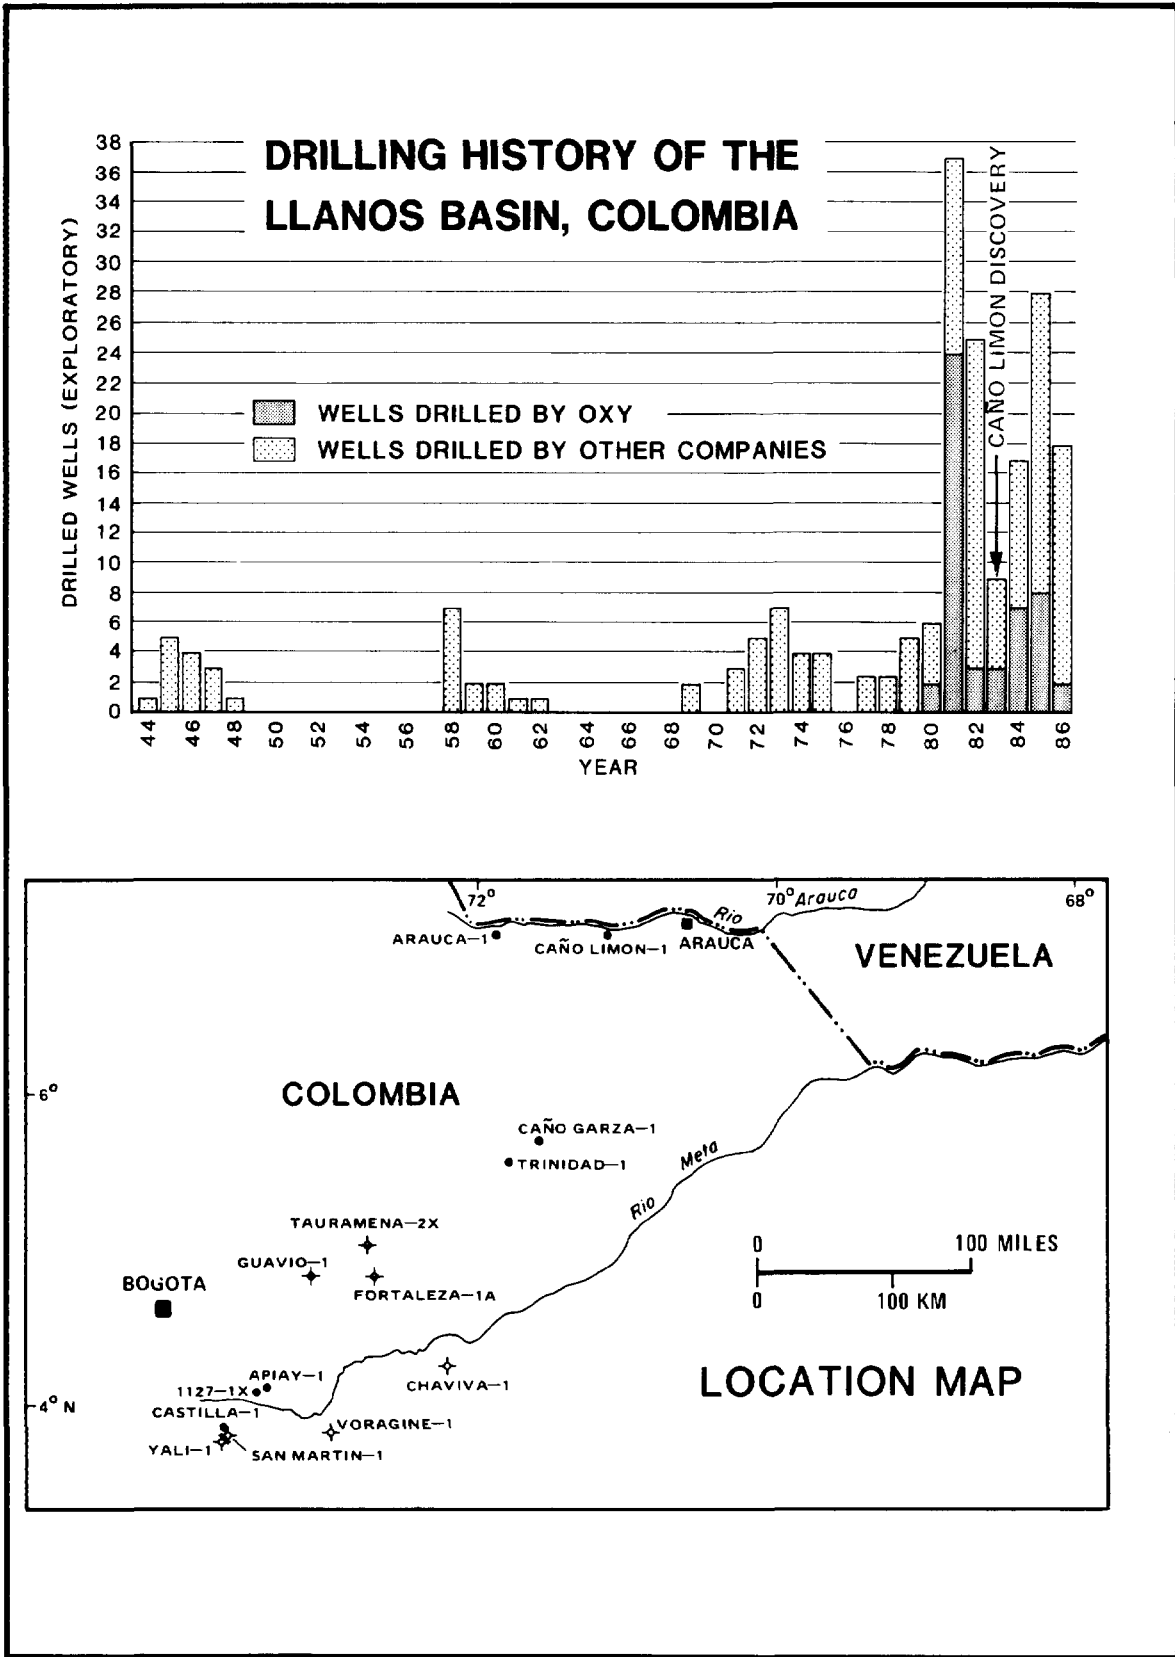 DRILLING HISTORY OF THE
LLANOS BASIN, COLOMBIA
DRILLED WELLS (EXPLORATORY)
38
36
34
32
30
28
26
24
22
20
18
16
14
12
10
8
6
4
2
0
WELLS DRILLED BY OXY
WELLS DRILLED BY OTHER COMPANIES
CAÑO LIMON DISCOVERY
44 46 48 50 52 54 56 58 60 62 64 66 68 70 72 74 76 78 80 82 84 86
YEAR
72° 70° 68°
Rio Arauca
ARAUCA–1
CAÑO LIMON–1
ARAUCA
VENEZUELA
6°
COLOMBIA
CAÑO GARZA–1
TRINIDAD–1
Rio Meta
TAURAMENA–2X
GUAVIO–1
FORTALEZA–1A
BOGOTA
0 100 MILES
0 100 KM
CHAVIVA–1
APIAY–1
1127–1X
4° N
CASTILLA–1
VORAGINE–1
YALI–1
SAN MARTIN–1
LOCATION MAP